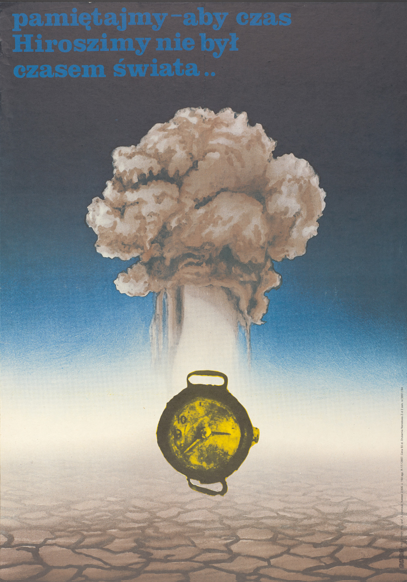 pamiętajmy–aby czas
Hiroszimy nie był
czasem świata..